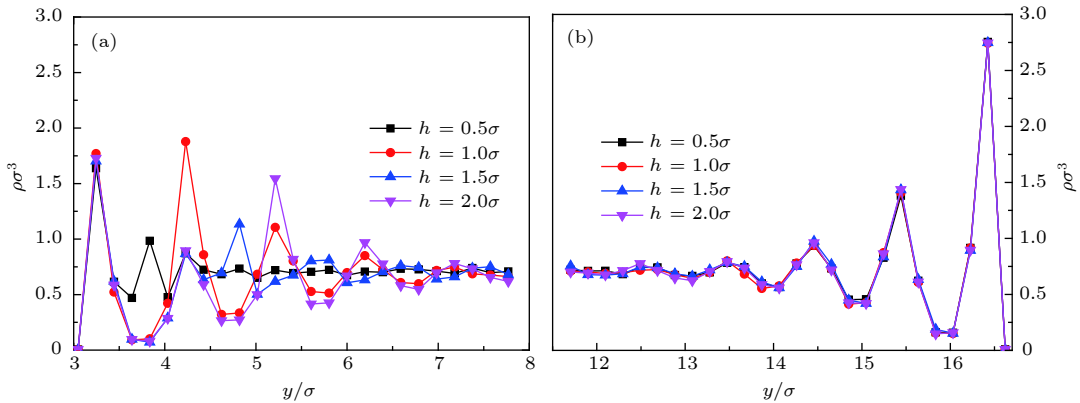 3.0
2.5
2.0
1.5
1.0
0.5
0
ρσ³
(a)
h = 0.5σ
h = 1.0σ
h = 1.5σ
h = 2.0σ
3 4 5 6 7 8
y/σ
(b)
h = 0.5σ
h = 1.0σ
h = 1.5σ
h = 2.0σ
12 13 14 15 16
y/σ
3.0
2.5
2.0
1.5
1.0
0.5
0
ρσ³